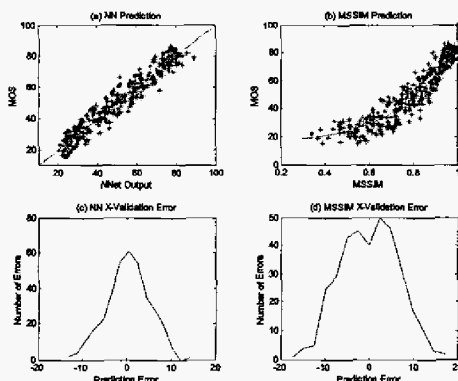 (a) NN Prediction
100
80
60
40
20
MOS
20 40 60 80 100
NNet Output
(b) MSSIM Prediction
100
80
60
40
20
0
MOS
0.2 0.4 0.6 0.8 1
MSSIM
(c) NN X-Validation Error
80
60
40
20
0
Number of Errors
-20 -10 0 10 20
Prediction Error
(d) MSSIM X-Validation Error
50
40
30
20
10
0
Number of Errors
-20 -10 0 10 20
Prediction Error